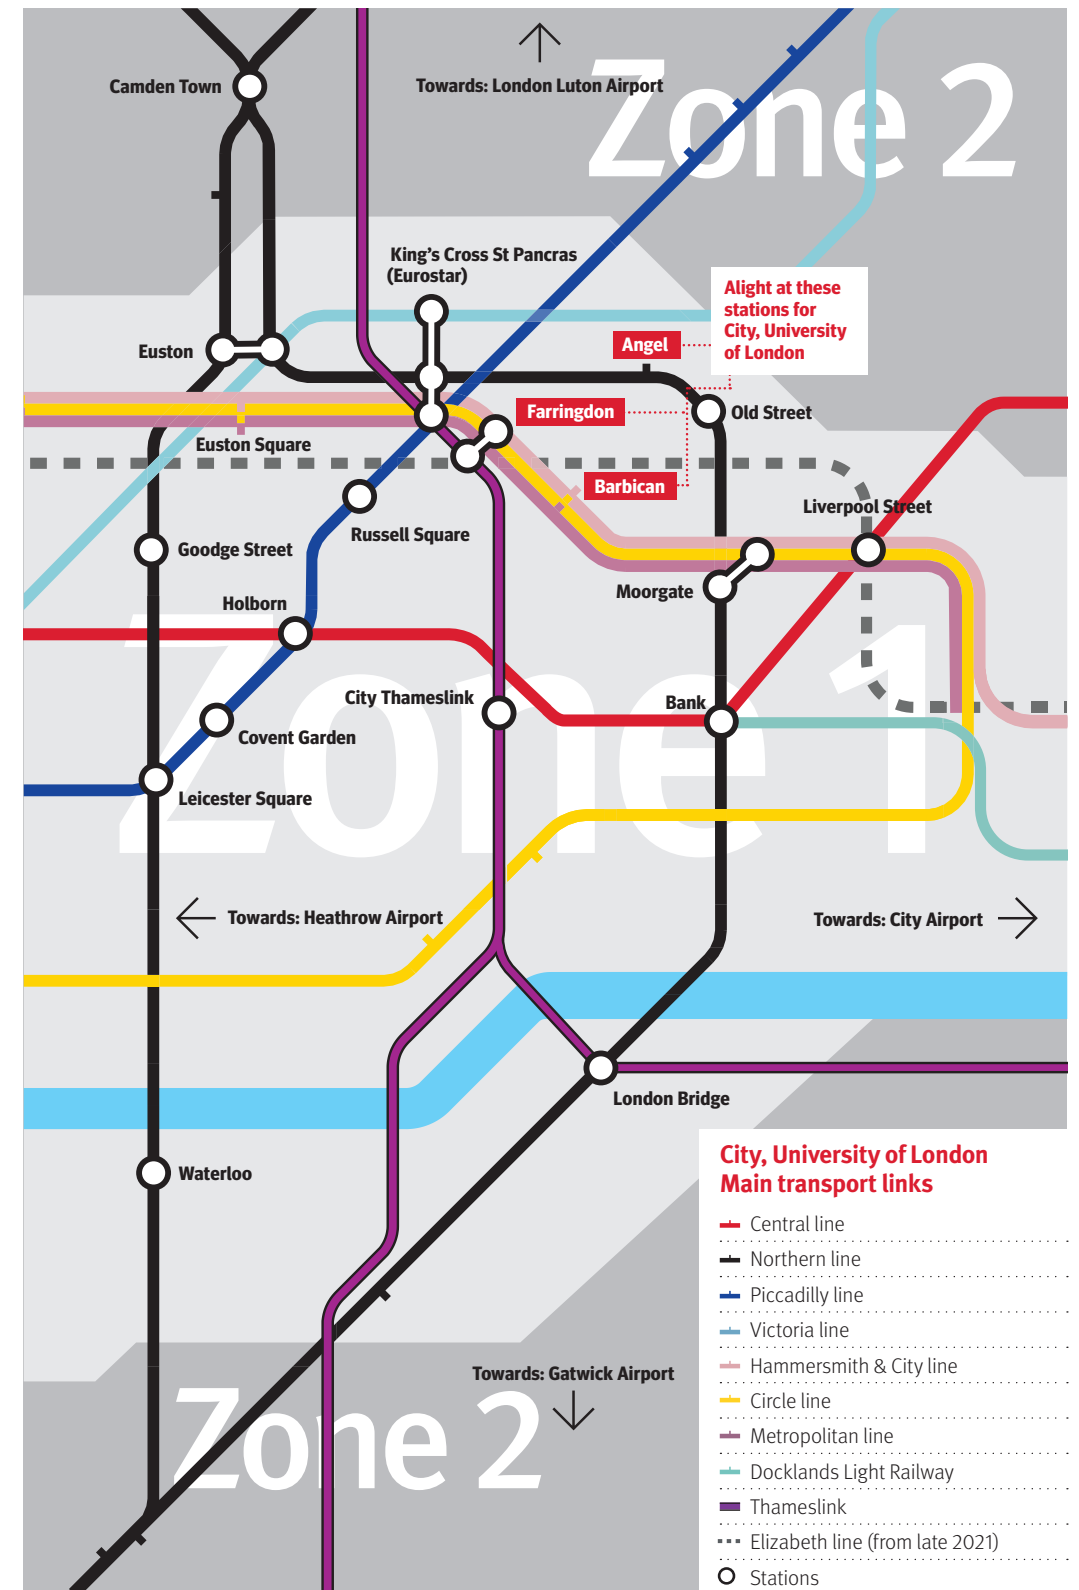 Camden Town
Towards: London Luton Airport
Zone 2
King's Cross St Pancras
(Eurostar)
Alight at these
stations for
City, University
of London
Angel
Euston
Farringdon
Old Street
Euston Square
Barbican
Liverpool Street
Russell Square
Goodge Street
Moorgate
Holborn
Zone 1
City Thameslink
Bank
Covent Garden
Leicester Square
Towards: Heathrow Airport
Towards: City Airport
London Bridge
Waterloo
Towards: Gatwick Airport
Zone 2
City, University of London
Main transport links
Central line
Northern line
Piccadilly line
Victoria line
Hammersmith & City line
Circle line
Metropolitan line
Docklands Light Railway
Thameslink
Elizabeth line (from late 2021)
Stations